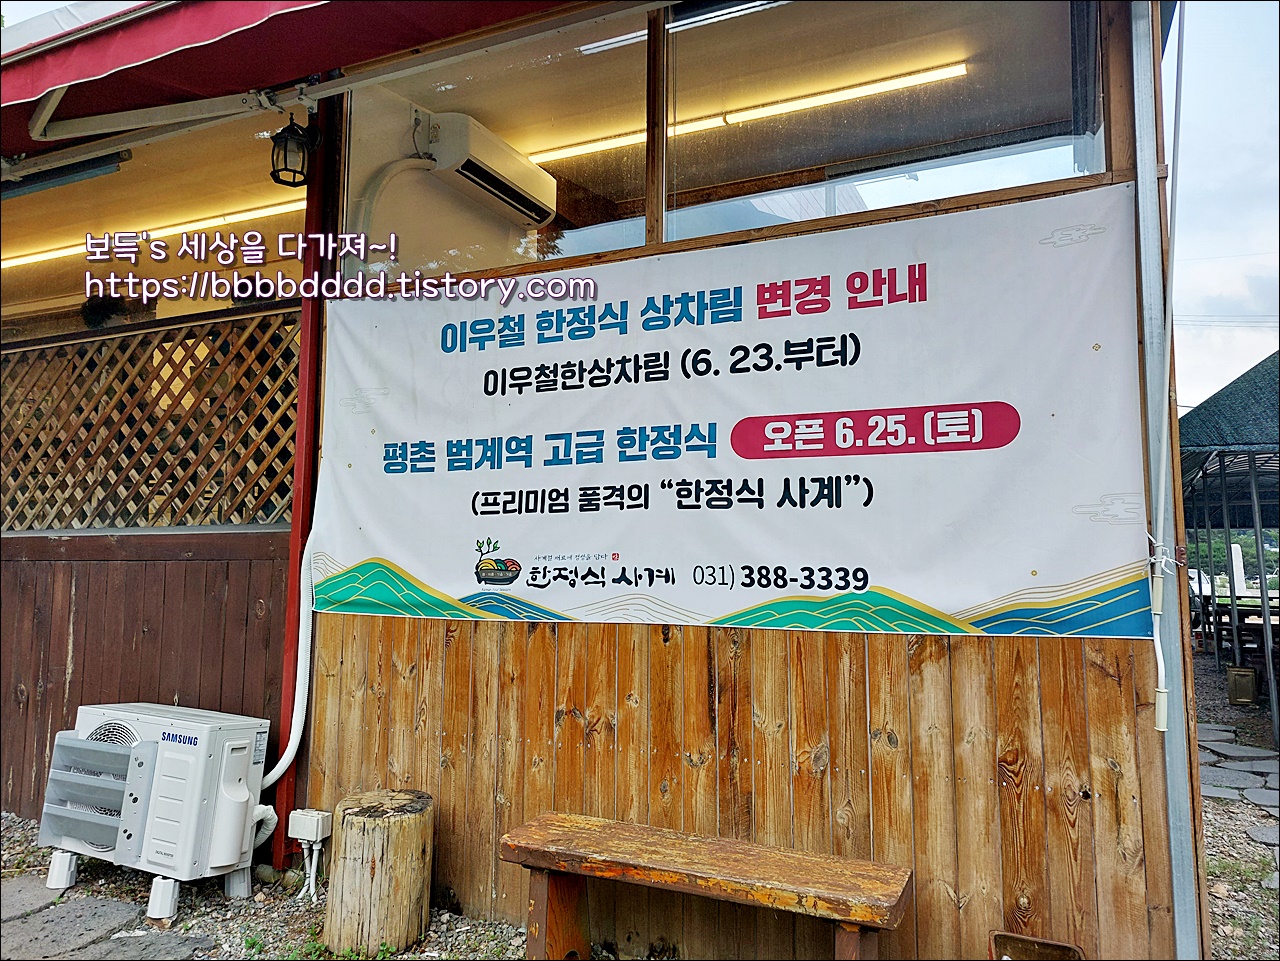 보득's 세상을 다가져~!
https://bbbbdddd.tistory.com
이우철 한정식 상차림 변경 안내
이우철한상차림 (6. 23.부터)
평촌 범계역 고급 한정식 오픈 6.25.(토)
(프리미엄 품격의 “한정식 사계”)
한정식 사계 031) 388-3339
SAMSUNG